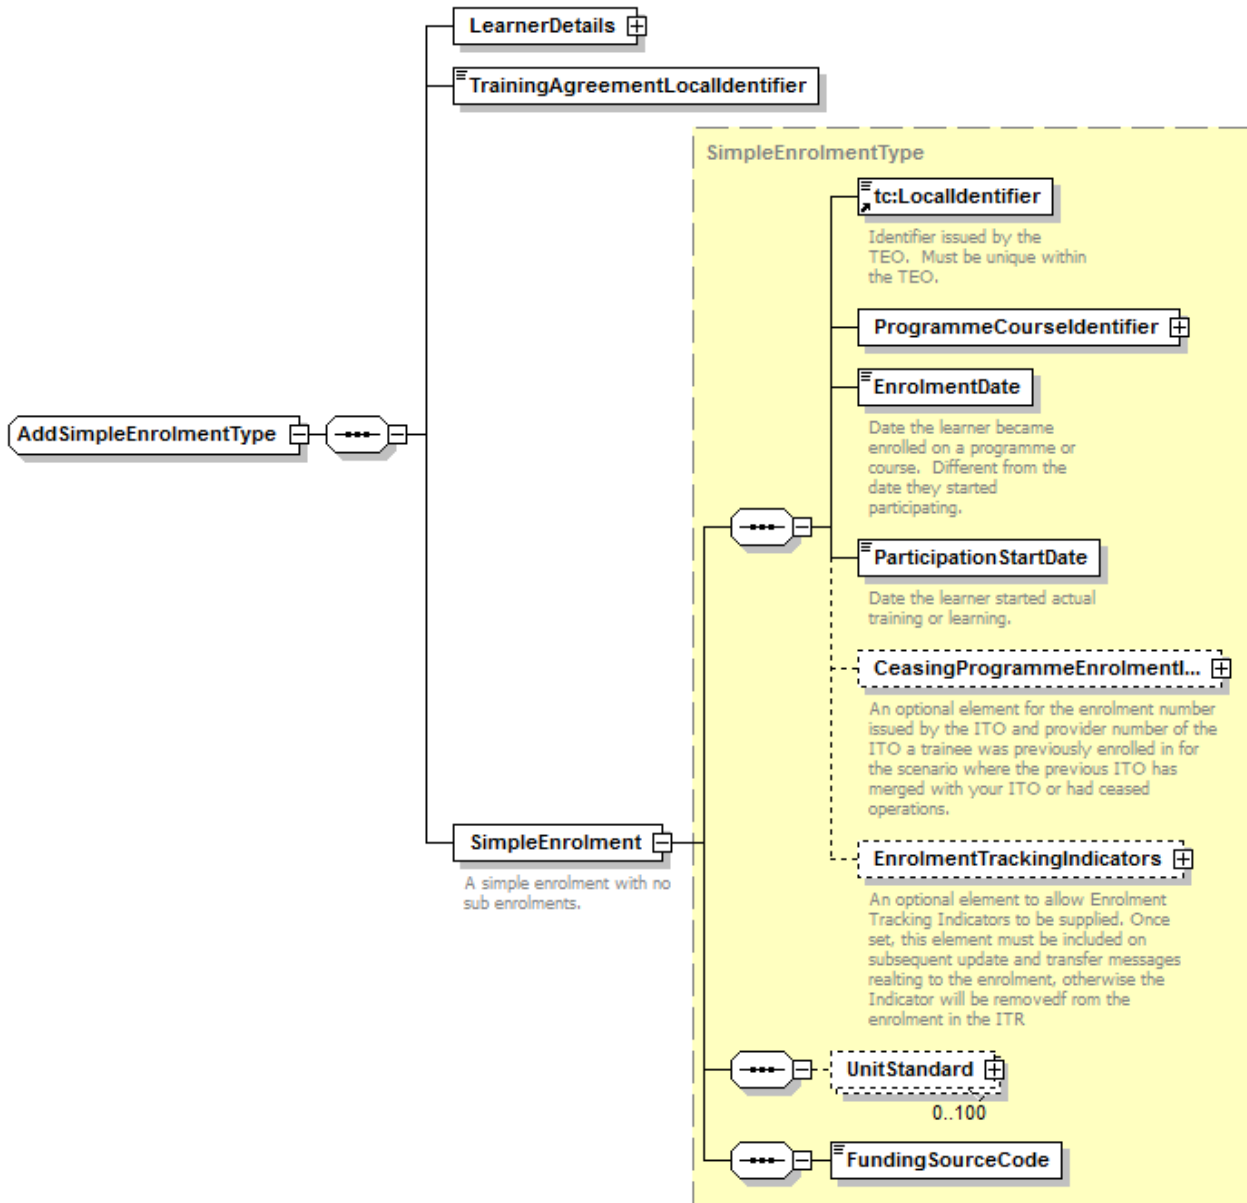 LearnerDetails
TrainingAgreementLocalIdentifier
SimpleEnrolmentType
tc:LocalIdentifier
Identifier issued by the
TEO.  Must be unique within
the TEO.
ProgrammeCourseIdentifier
EnrolmentDate
Date the learner became
enrolled on a programme or
course.  Different from the
date they started
participating.
AddSimpleEnrolmentType
ParticipationStartDate
Date the learner started actual
training or learning.
CeasingProgrammeEnrolmentI...
An optional element for the enrolment number
issued by the ITO and provider number of the
ITO a trainee was previously enrolled in for
the scenario where the previous ITO has
merged with your ITO or had ceased
operations.
SimpleEnrolment
A simple enrolment with no
sub enrolments.
EnrolmentTrackingIndicators
An optional element to allow Enrolment
Tracking Indicators to be supplied. Once
set, this element must be included on
subsequent update and transfer messages
realting to the enrolment, otherwise the
Indicator will be removedf rom the
enrolment in the ITR
UnitStandard
0..100
FundingSourceCode